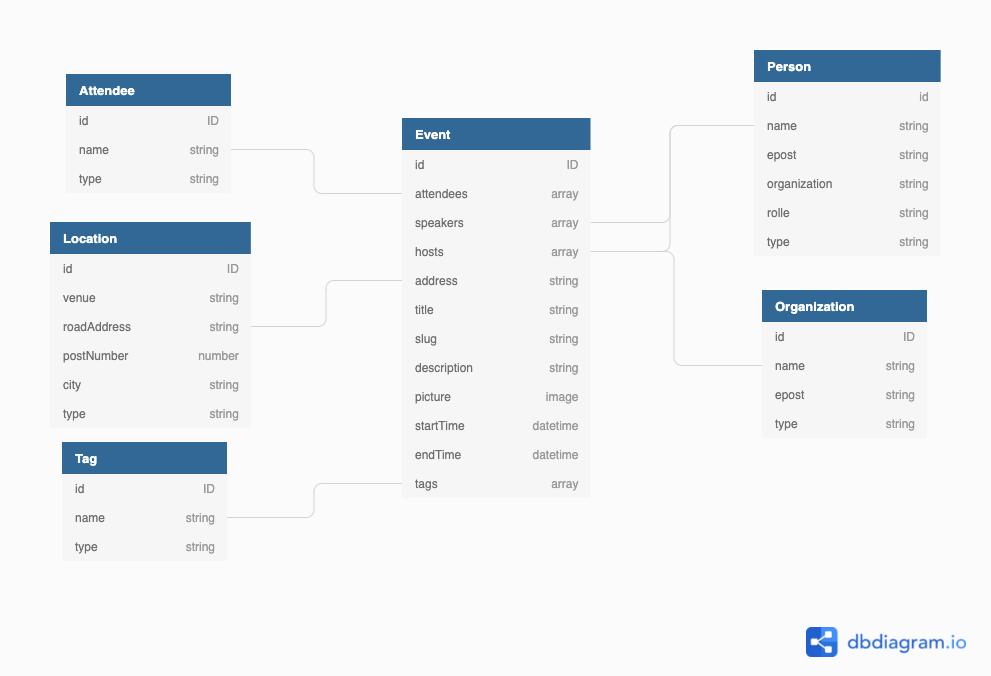 Attendee
id ID
name string
type string
Location
id ID
venue string
roadAddress string
postNumber number
city string
type string
Tag
id ID
name string
type string
Event
id ID
attendees array
speakers array
hosts array
address string
title string
slug string
description string
picture image
startTime datetime
endTime datetime
tags array
Person
id id
name string
epost string
organization string
rolle string
type string
Organization
id ID
name string
epost string
type string
dbdiagram.io